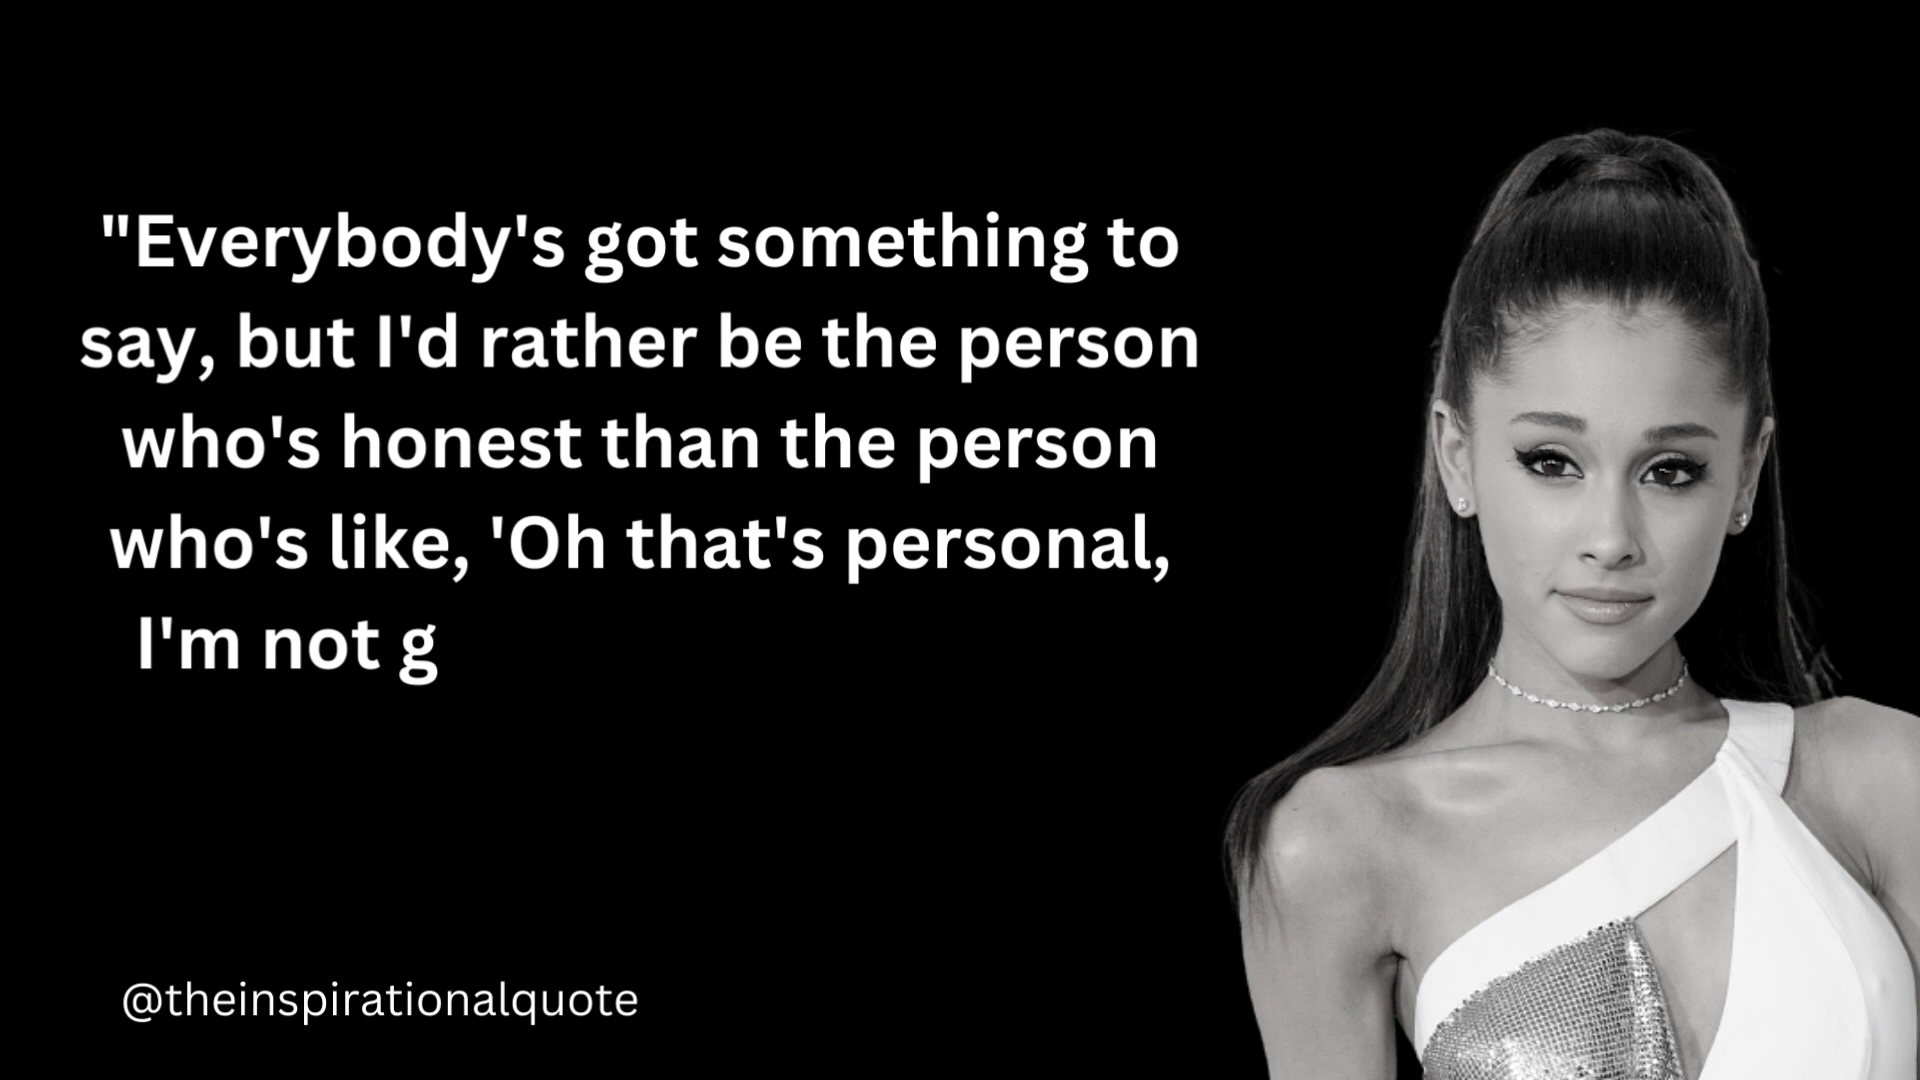 "Everybody's got something to
say, but I'd rather be the person
who's honest than the person
who's like, 'Oh that's personal,
I'm not g
@theinspirationalquote